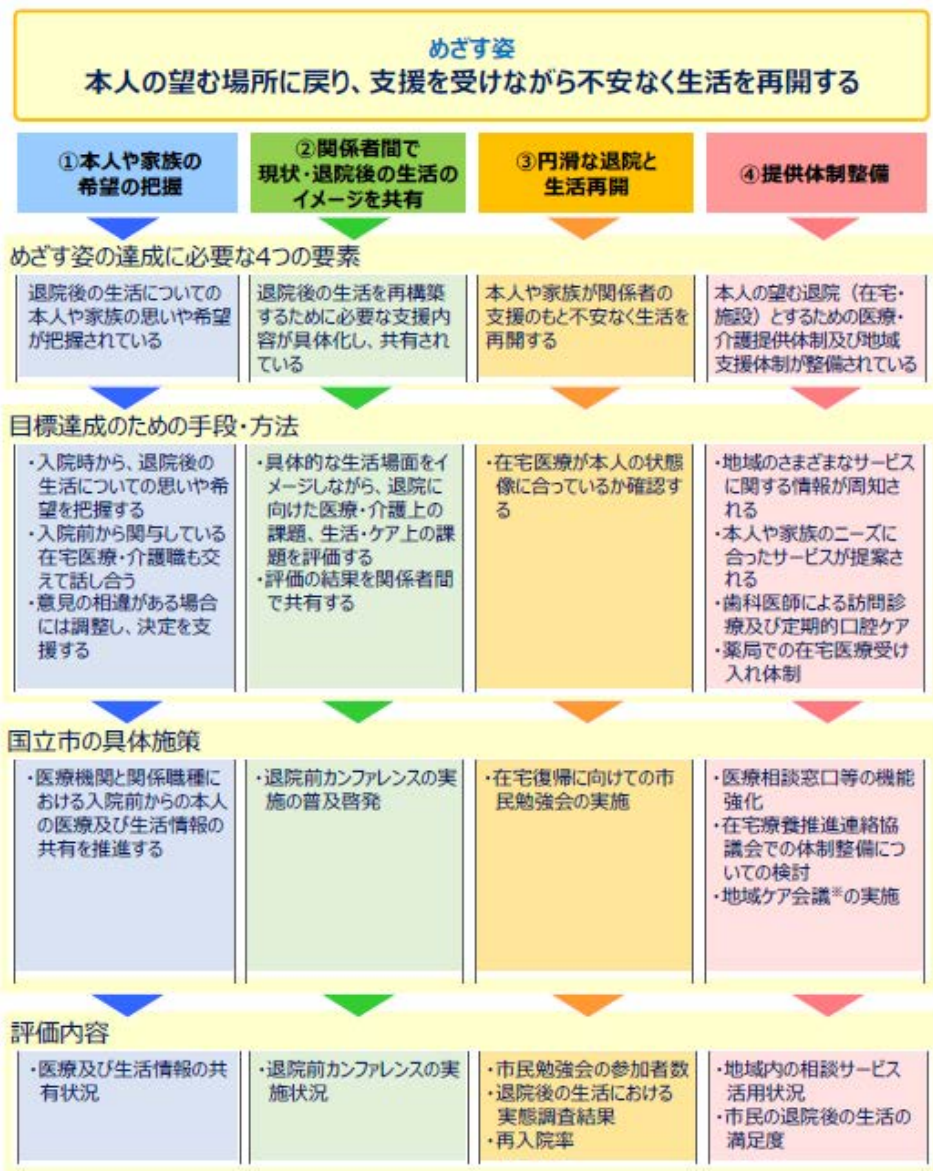 めざす姿
本人の望む場所に戻り、支援を受けながら不安なく生活を再開する
①本人や家族の
希望の把握
②関係者間で
現状・退院後の生活の
イメージを共有
③円滑な退院と
生活再開
④提供体制整備
めざす姿の達成に必要な4つの要素
退院後の生活についての
本人や家族の思いや希望
が把握されている
退院後の生活を再構築
するために必要な支援内
容が具体化し、共有され
ている
本人や家族が関係者の
支援のもと不安なく生活を
再開する
本人の望む退院（在宅・
施設）とするための医療・
介護提供体制及び地域
支援体制が整備されている
目標達成のための手段・方法
・入院時から、退院後の
生活についての思いや希
望を把握する
・入院前から関与している
在宅医療・介護職も交
えて話し合う
・意見の相違がある場合
には調整し、決定を支
援する
・具体的な生活場面をイ
メージしながら、退院に
向けた医療・介護上の
課題、生活・ケア上の課
題を評価する
・評価の結果を関係者間
で共有する
・在宅医療が本人の状態
像に合っているか確認す
る
・地域のさまざまなサービス
に関する情報が周知さ
れる
・本人や家族のニーズに
合ったサービスが提案さ
れる
・歯科医師による訪問診
療及び定期的口腔ケア
・薬局での在宅医療受け
入れ体制
国立市の具体施策
・医療機関と関係職種に
おける入院前からの本人
の医療及び生活情報の
共有を推進する
・退院前カンファレンスの実
施の普及啓発
・在宅復帰に向けての市
民勉強会の実施
・医療相談窓口等の機能
強化
・在宅療養推進連絡協
議会での体制整備につ
いての検討
・地域ケア会議※の実施
評価内容
・医療及び生活情報の共
有状況
・退院前カンファレンスの実
施状況
・市民勉強会の参加者数
・退院後の生活における
実態調査結果
・再入院率
・地域内の相談サービス
活用状況
・市民の退院後の生活の
満足度